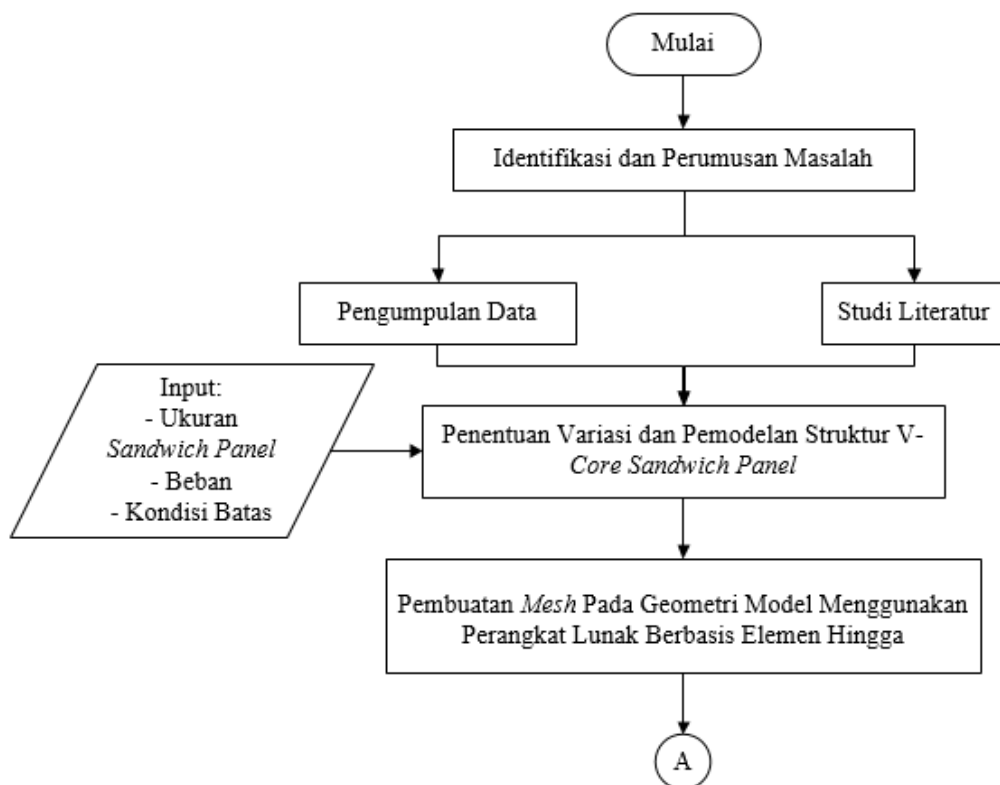 Mulai
Identifikasi dan Perumusan Masalah
Pengumpulan Data
Studi Literatur
Input:
- Ukuran
Sandwich Panel
- Beban
- Kondisi Batas
Penentuan Variasi dan Pemodelan Struktur V-
Core Sandwich Panel
Pembuatan Mesh Pada Geometri Model Menggunakan
Perangkat Lunak Berbasis Elemen Hingga
A